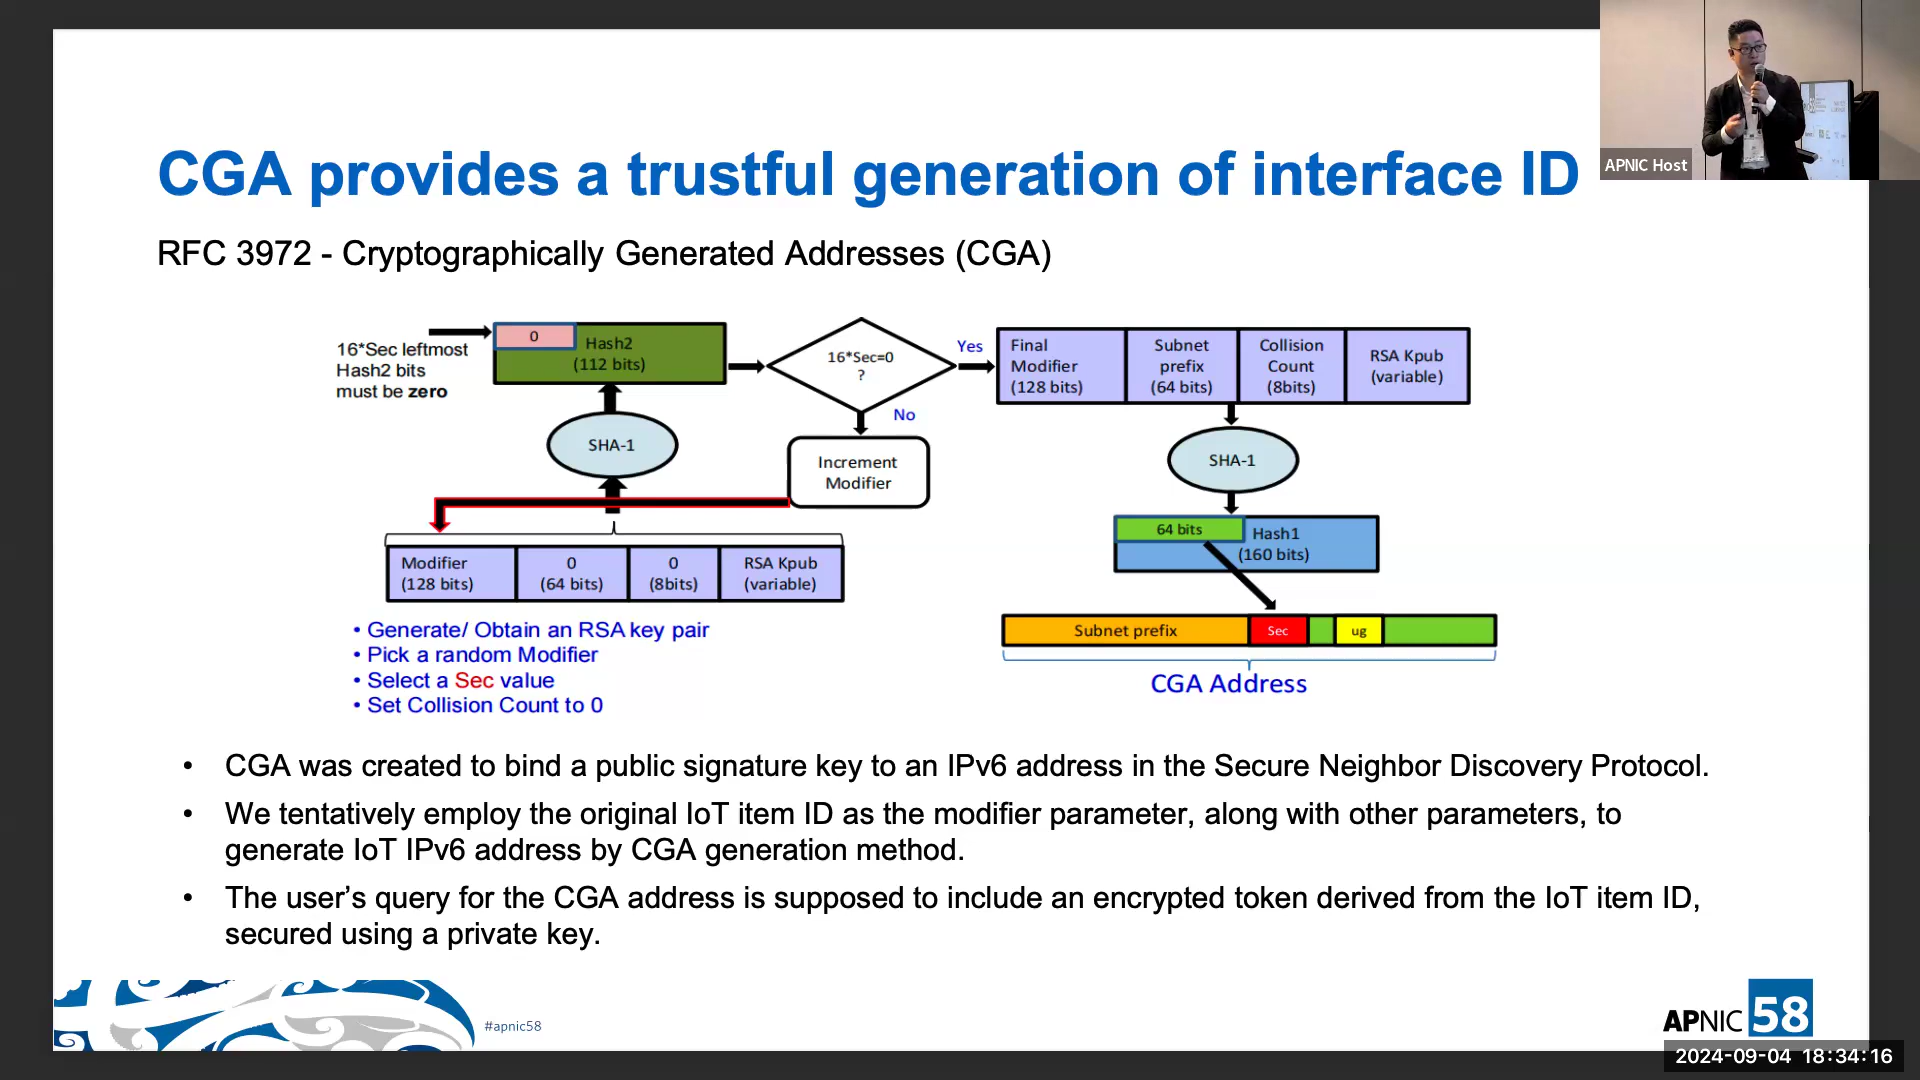 CGA provides a trustful generation of interface ID
APNIC Host
RFC 3972 - Cryptographically Generated Addresses (CGA)
16*Sec leftmost
Hash2 bits
must be zero
0
Hash2
(112 bits)
16*Sec=0
?
Yes
No
Increment
Modifier
SHA-1
Modifier
(128 bits)
0
(64 bits)
0
(8bits)
RSA Kpub
(variable)
• Generate/ Obtain an RSA key pair
• Pick a random Modifier
• Select a Sec value
• Set Collision Count to 0
Final
Modifier
(128 bits)
Subnet
prefix
(64 bits)
Collision
Count
(8bits)
RSA Kpub
(variable)
SHA-1
64 bits
Hash1
(160 bits)
Subnet prefix
Sec
ug
CGA Address
• CGA was created to bind a public signature key to an IPv6 address in the Secure Neighbor Discovery Protocol.
• We tentatively employ the original IoT item ID as the modifier parameter, along with other parameters, to
generate IoT IPv6 address by CGA generation method.
• The user’s query for the CGA address is supposed to include an encrypted token derived from the IoT item ID,
secured using a private key.
#apnic58
APNIC 58
2024-09-04 18:34:16